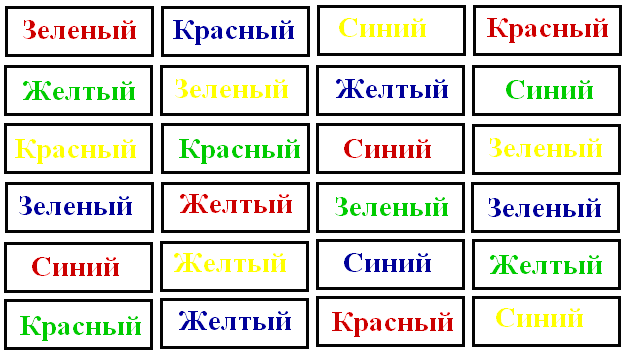 Зеленый Красный Синий Красный
Желтый Зеленый Желтый Синий
Красный Красный Синий Зеленый
Зеленый Желтый Зеленый Зеленый
Синий Желтый Синий Желтый
Красный Желтый Красный Синий